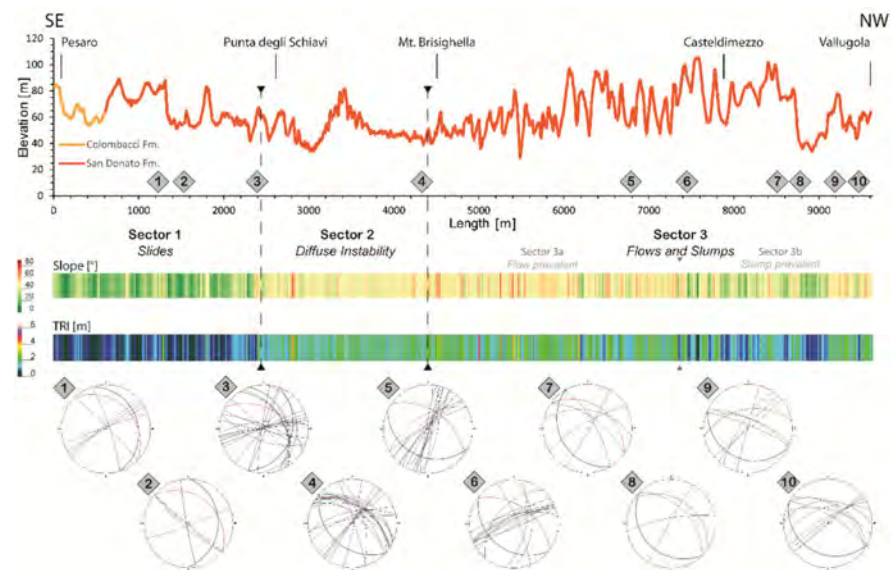 SE
NW
Pesaro
Punta degli Schiavi
Mt. Brisighella
Casteldimezzo
Vallugola
Elevation [m]
120
100
80
60
40
20
0
Colombacci Fm.
San Donato Fm.
1
2
3
4
5
6
7
8
9
10
0
1000
2000
3000
4000
5000
6000
7000
8000
9000
Length [m]
Sector 1
Slides
Sector 2
Diffuse Instability
Sector 3
Flows and Slumps
Sector 3a
Flow prevalent
Sector 3b
Slump prevalent
Slope [°]
80
60
40
20
0
TRI [m]
.6
.4
.2
0
1
3
5
7
9
2
4
6
8
10